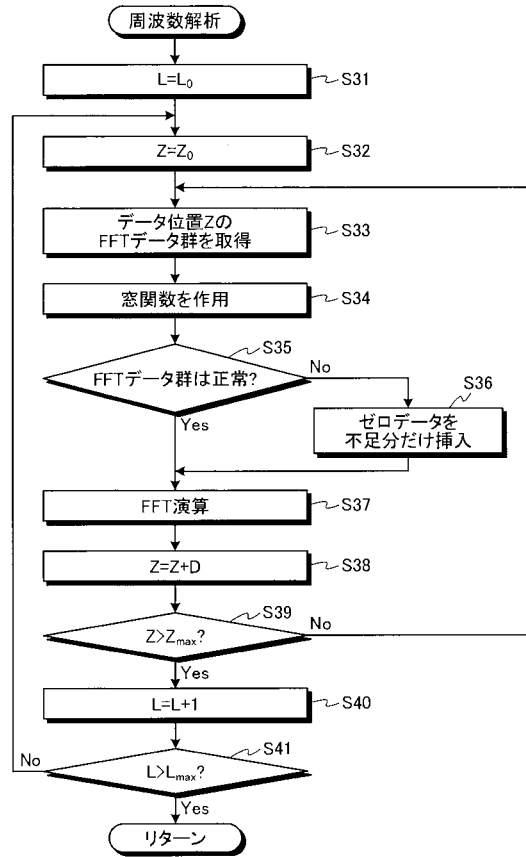 周波数解析
L=L₀
S31
Z=Z₀
S32
データ位置Zの
FFTデータ群を取得
S33
窓関数を作用
S34
S35
FFTデータ群は正常?
No
Yes
S36
ゼロデータを
不足分だけ挿入
FFT演算
S37
Z=Z+D
S38
S39
Z>Zmax?
No
Yes
L=L+1
S40
S41
No
L>Lmax?
Yes
リターン